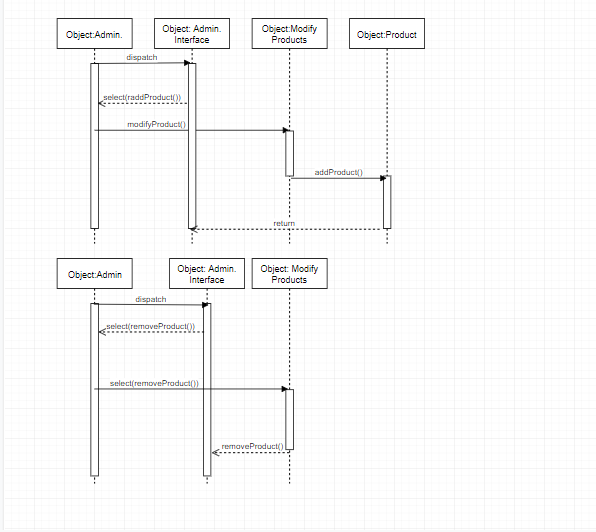 Object:Admin.
Object: Admin.
Interface
Object:Modify
Products
Object:Product
dispatch
select(raddProduct())
modifyProduct()
addProduct()
return
Object:Admin
Object: Admin.
Interface
Object: Modify
Products
dispatch
select(removeProduct())
select(removeProduct())
removeProduct()